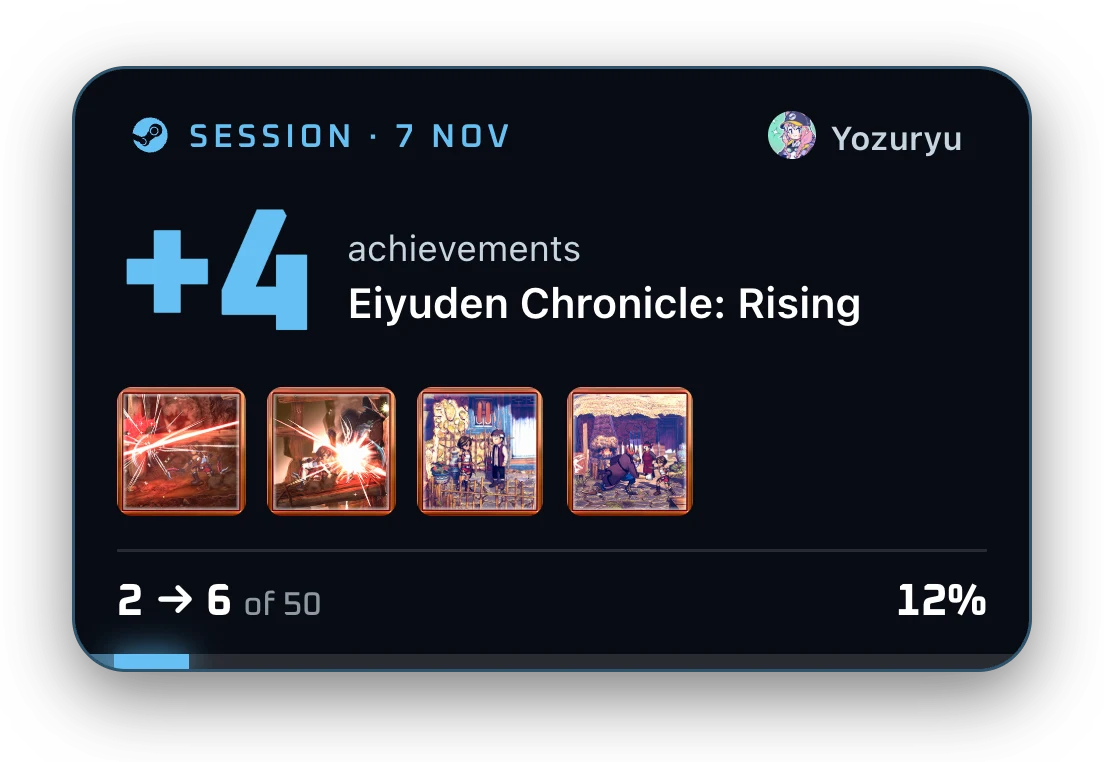 SESSION · 7 NOV
Yozuryu
+4
achievements
Eiyuden Chronicle: Rising
2 → 6 of 50
12%